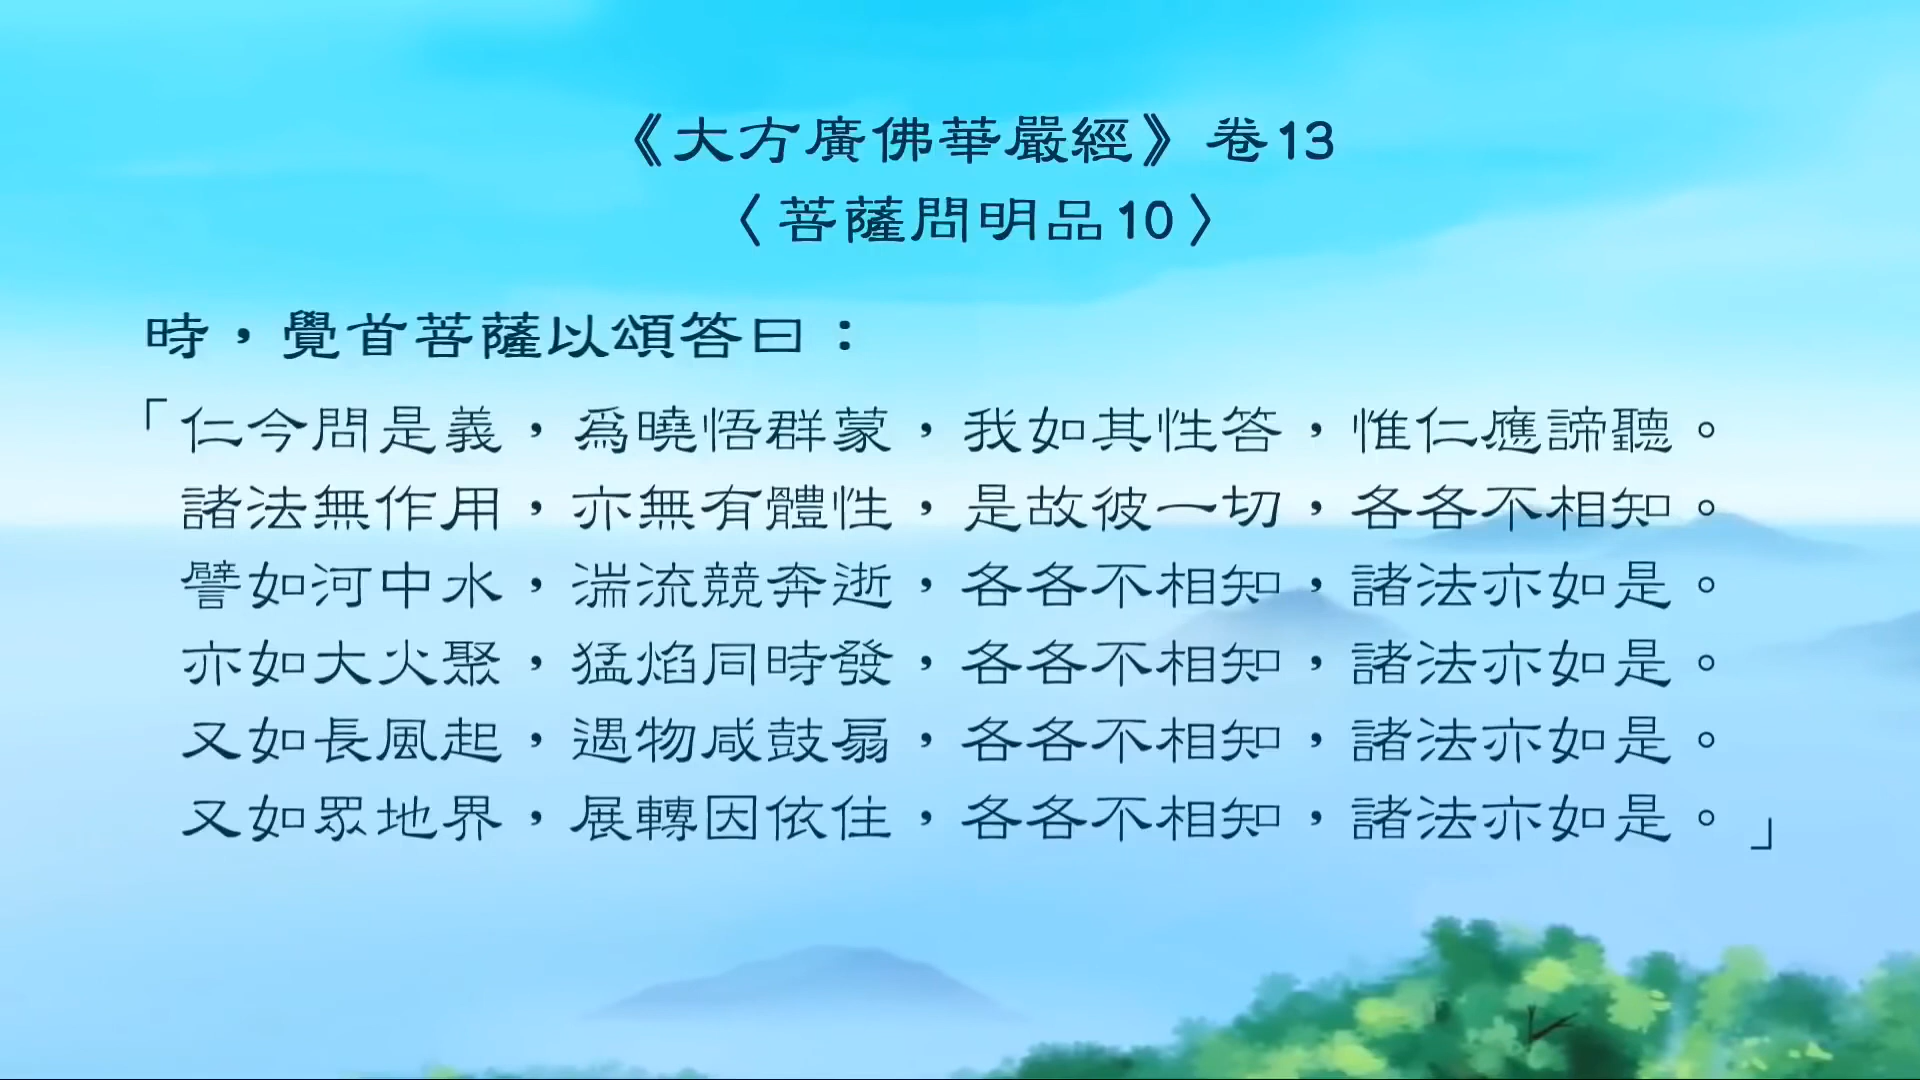 《大方廣佛華嚴經》卷13
〈菩薩問明品10〉
時，覺首菩薩以頌答曰：
「仁今問是義，為曉悟群蒙，我如其性答，惟仁應諦聽。
諸法無作用，亦無有體性，是故彼一切，各各不相知。
譬如河中水，湍流競奔逝，各各不相知，諸法亦如是。
亦如大火聚，猛焰同時發，各各不相知，諸法亦如是。
又如長風起，遇物咸鼓扇，各各不相知，諸法亦如是。
又如眾地界，展轉因依住，各各不相知，諸法亦如是。」